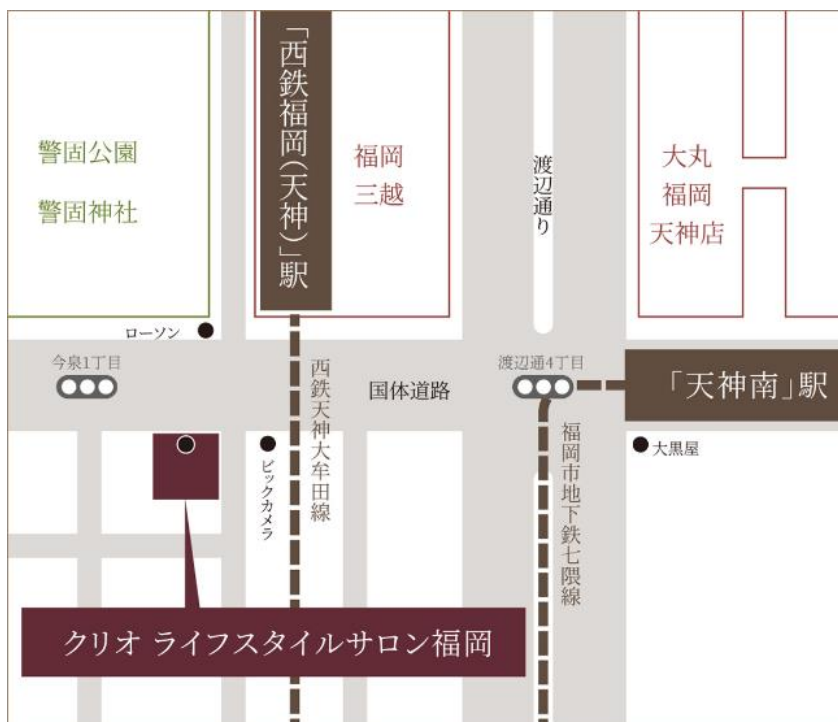 「西鉄福岡(天神)」駅
警固公園
警固神社
福岡
三越
渡辺通り
大丸
福岡
天神店
ローソン
今泉1丁目
国体道路
渡辺通4丁目
「天神南」駅
西鉄天神大牟田線
福岡市地下鉄七隈線
大黒屋
ビックカメラ
クリオ ライフスタイルサロン福岡